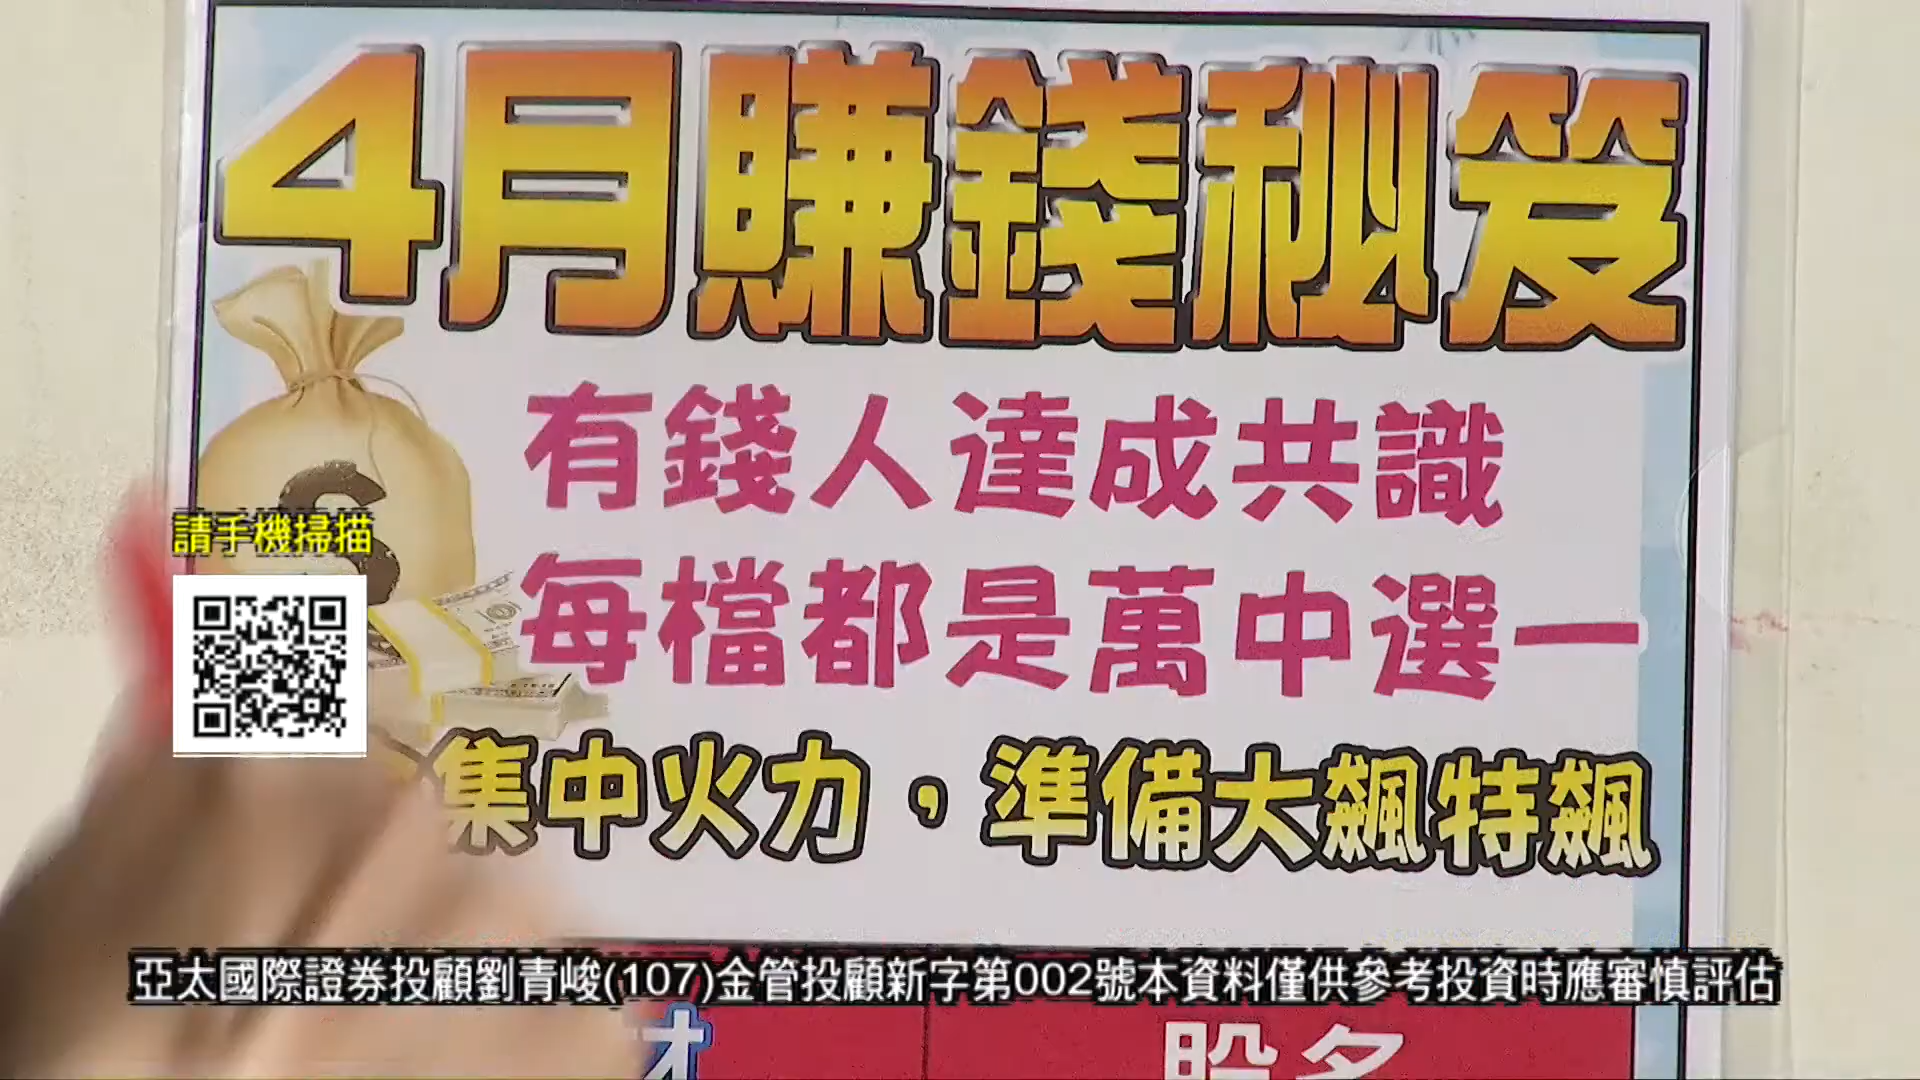 4月賺錢秘笈
有錢人達成共識
每檔都是萬中選一
請手機掃描
集中火力，準備大飆特飆
亞太國際證券投顧劉青峻(107)金管投顧新字第002號本資料僅供參考投資時應審慎評估
股名